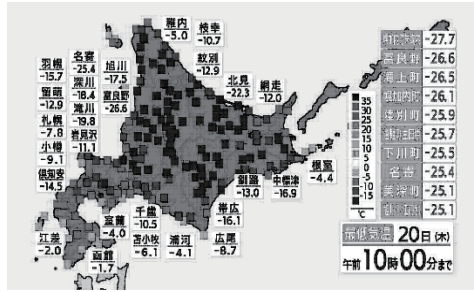 稚内
-5.0
枝幸
-10.7
羽幌
-15.7
名寄
-25.4
旭川
-17.5
紋別
-12.9
北見
-22.3
網走
-12.0
留萌
-12.9
深川
-18.4
富良野
-26.6
滝川
-19.8
札幌
-7.8
岩見沢
-11.1
小樽
-9.1
倶知安
-14.5
根室
-4.4
釧路
-13.0
中標津
-16.9
帯広
-16.1
千歳
-10.5
室蘭
-4.0
苫小牧
-6.1
浦河
-4.1
広尾
-8.7
江差
-2.0
函館
-1.7
35
30
25
20
15
10
5
0
-5
-10
-15
℃
-27.7
-26.6
-26.5
-26.1
-25.9
-25.7
下川町 -25.5
名寄 -25.4
美深町 -25.1
-25.1
最低気温 20日(木)
午前10時00分まで